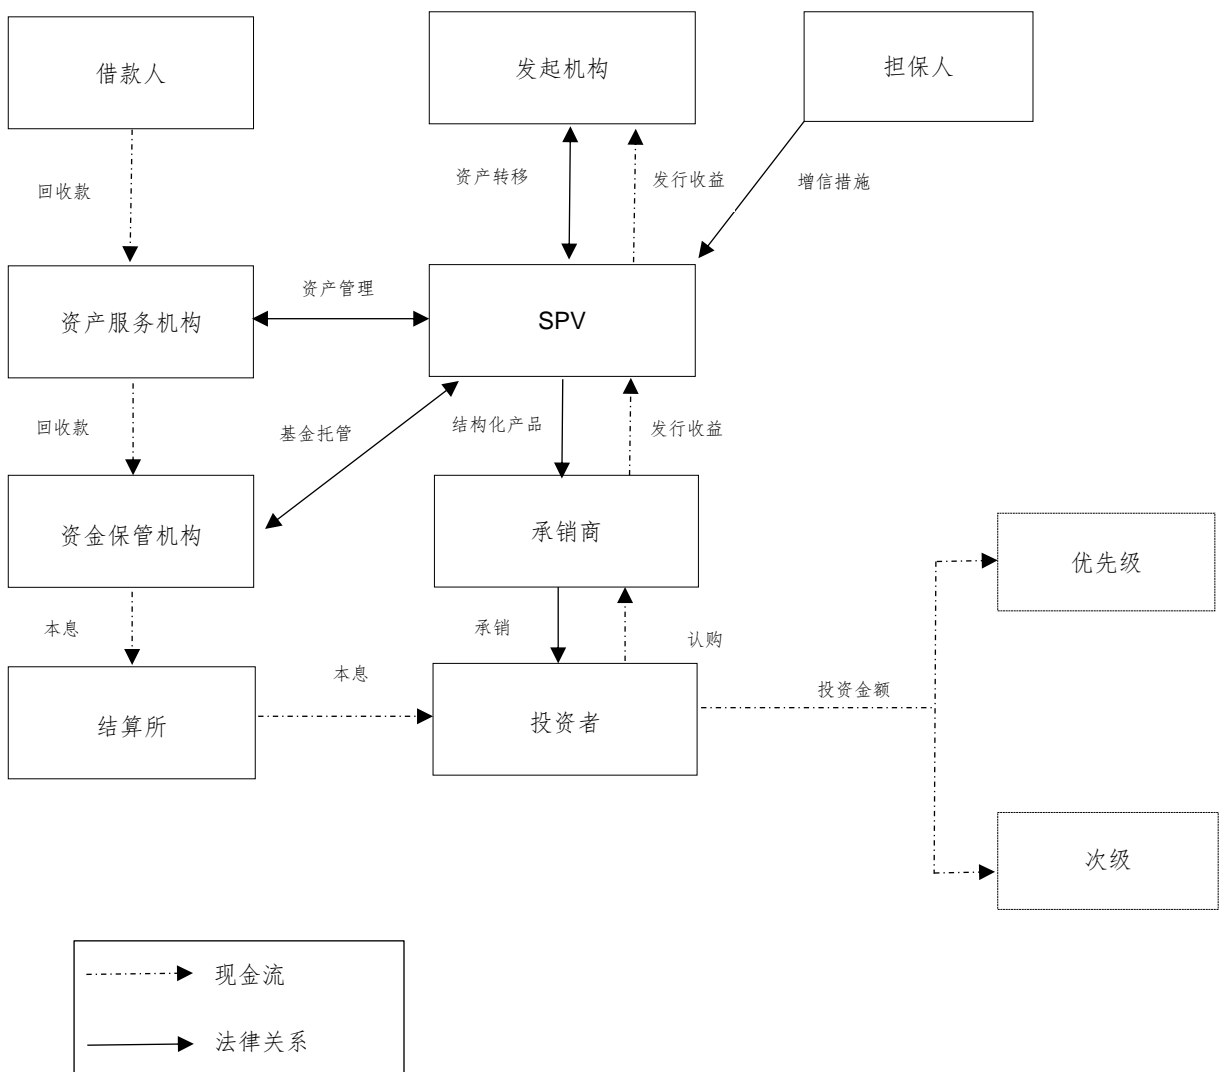 借款人
发起机构
担保人
回收款
资产转移
发行收益
增信措施
资产服务机构
资产管理
SPV
回收款
基金托管
结构化产品
发行收益
资金保管机构
承销商
优先级
本息
承销
认购
结算所
本息
投资者
投资金额
次级
现金流
法律关系